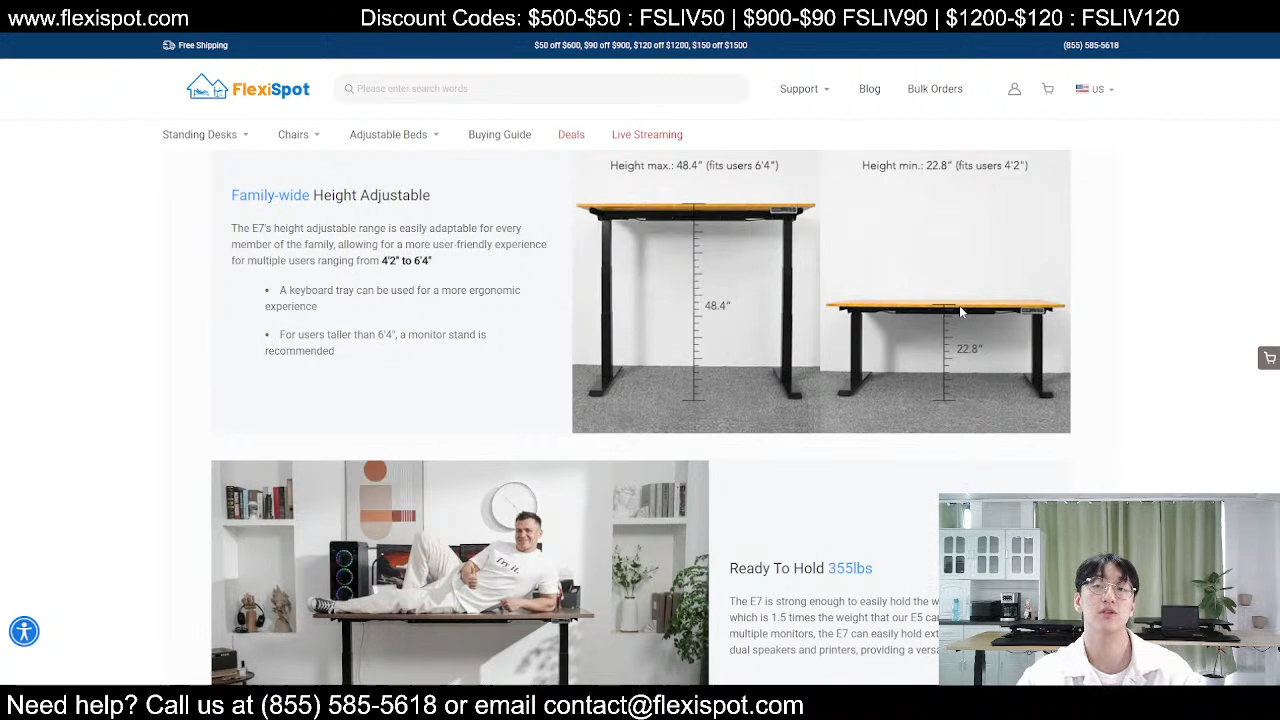 www.flexispot.com
Discount Codes: $500-$50 : FSLIV50 | $900-$90 FSLIV90 | $1200-$120 : FSLIV120
Free Shipping
$50 off $600, $90 off $900, $120 off $1200, $150 off $1500
(855) 585-5618
FlexiSpot
Please enter search words
Support
Blog
Bulk Orders
US
Standing Desks
Chairs
Adjustable Beds
Buying Guide
Deals
Live Streaming
Family-wide Height Adjustable
The E7's height adjustable range is easily adaptable for every
member of the family, allowing for a more user-friendly experience
for multiple users ranging from 4'2" to 6'4"
• A keyboard tray can be used for a more ergonomic
experience
• For users taller than 6'4", a monitor stand is
recommended
Height max.: 48.4" (fits users 6'4")
48.4"
Height min.: 22.8" (fits users 4'2")
22.8"
Try it.
Ready To Hold 355lbs
The E7 is strong enough to easily hold the w
which is 1.5 times the weight that our E5 ca
multiple monitors, the E7 can easily hold ext
dual speakers and printers, providing a versa
Need help? Call us at (855) 585-5618 or email contact@flexispot.com